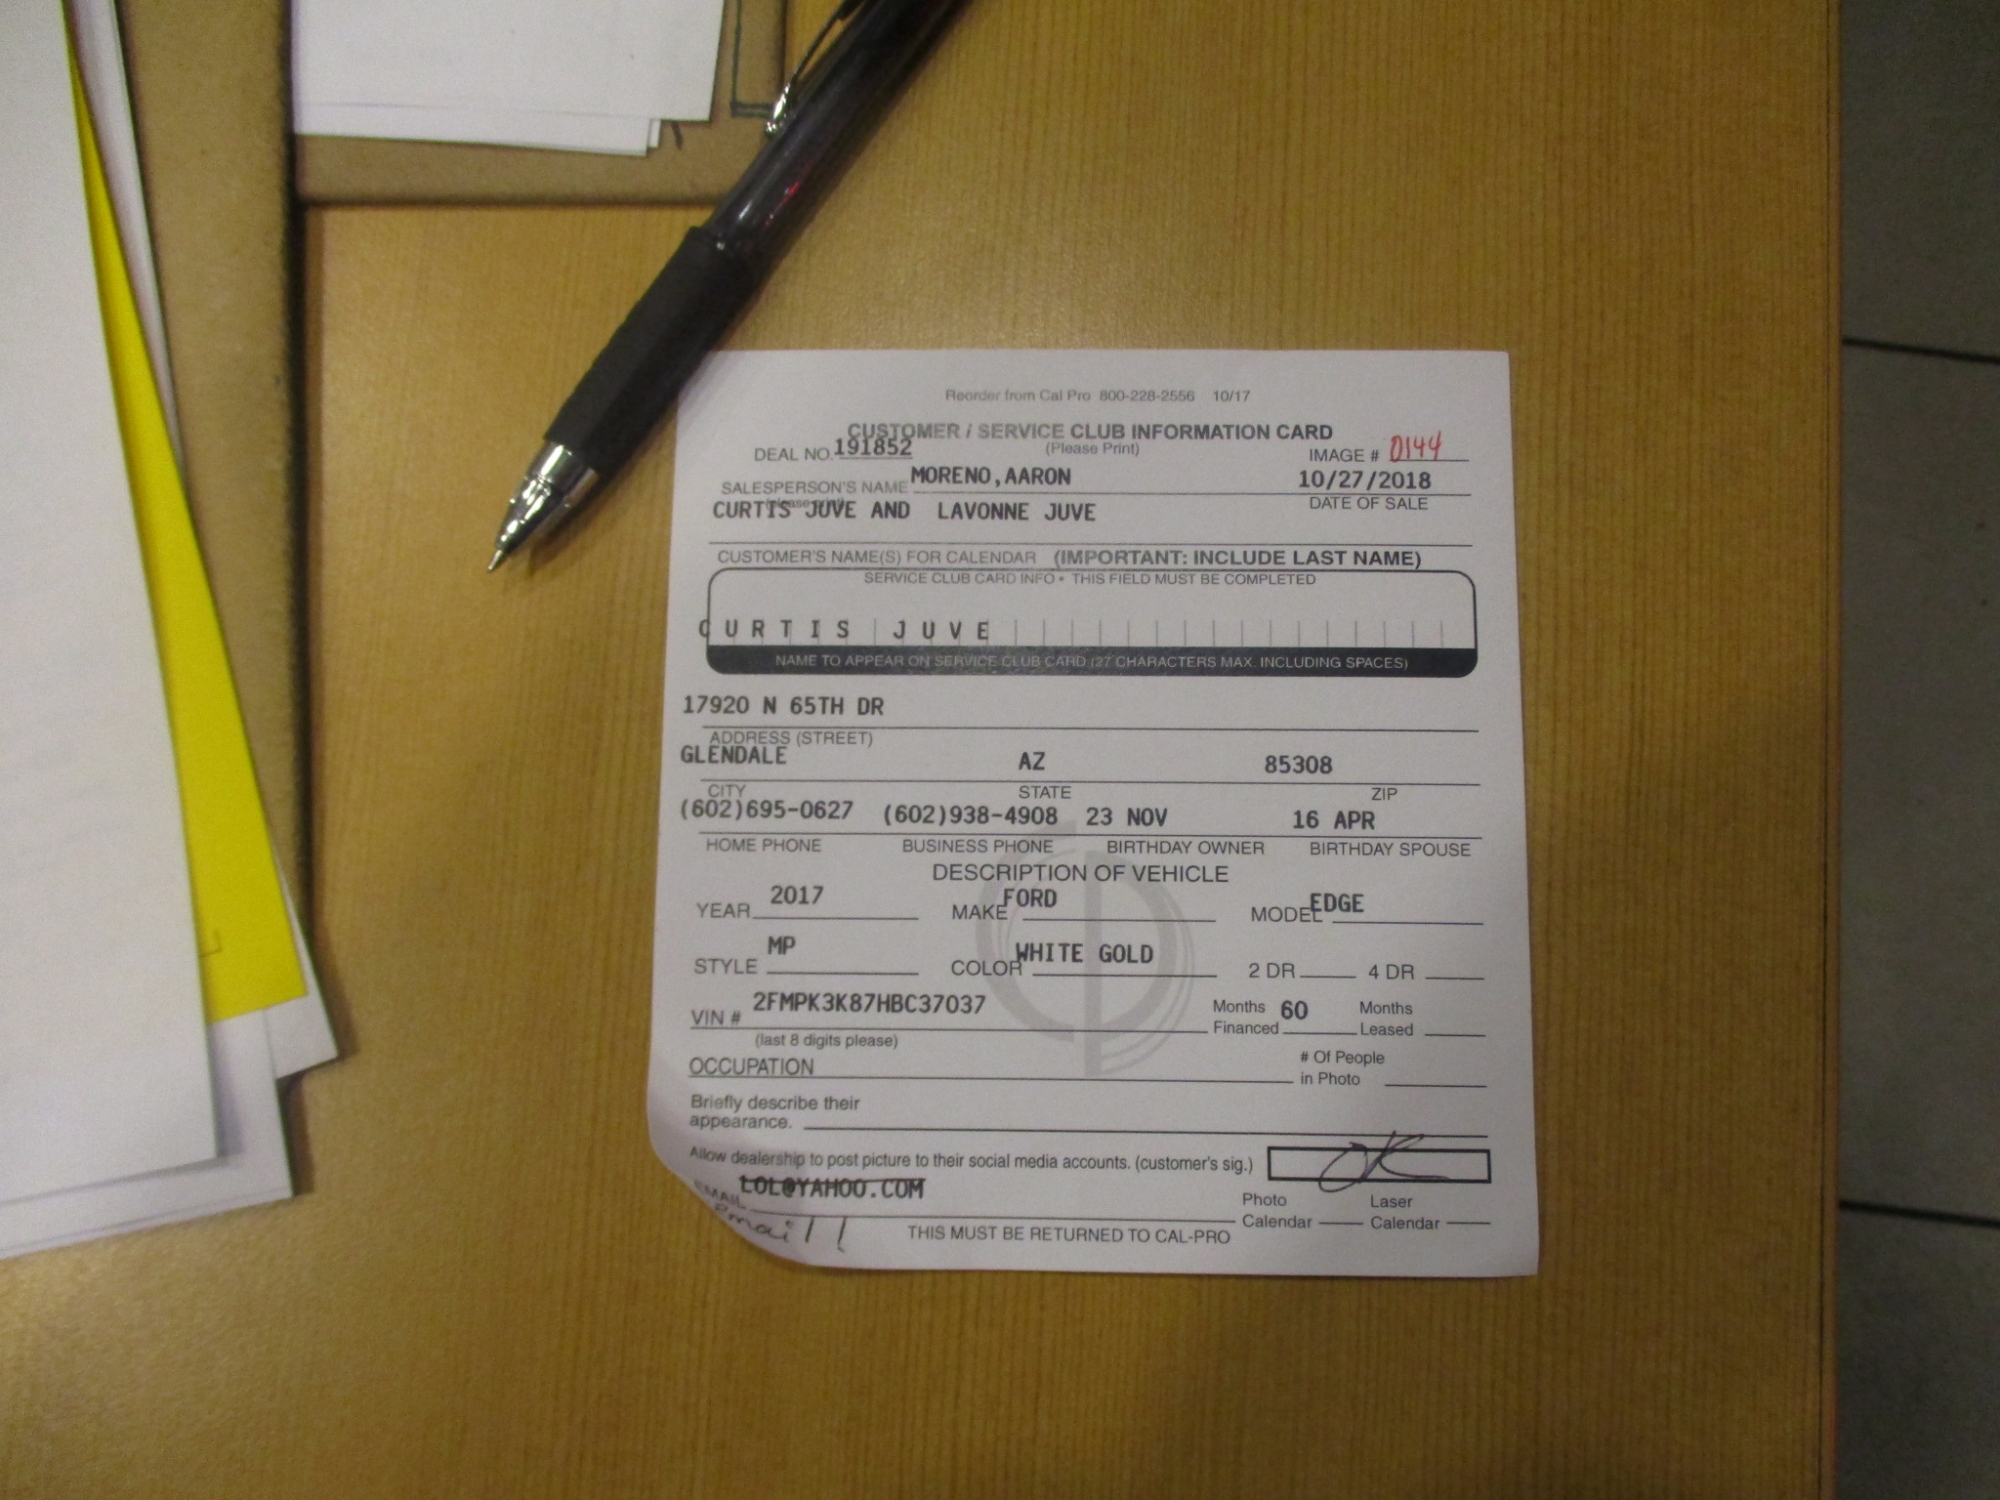 Reorder from Cal Pro 800-228-2556 10/17
CUSTOMER / SERVICE CLUB INFORMATION CARD
(Please Print)
DEAL NO. 191852 IMAGE # 0144
SALESPERSON'S NAME MORENO,AARON 10/27/2018
(please print) DATE OF SALE
CURTIS JUVE AND LAVONNE JUVE
CUSTOMER'S NAME(S) FOR CALENDAR (IMPORTANT: INCLUDE LAST NAME)
SERVICE CLUB CARD INFO • THIS FIELD MUST BE COMPLETED
CURTIS JUVE
NAME TO APPEAR ON SERVICE CLUB CARD (27 CHARACTERS MAX. INCLUDING SPACES)
17920 N 65TH DR
ADDRESS (STREET)
GLENDALE AZ 85308
CITY STATE ZIP
(602)695-0627 (602)938-4908 23 NOV 16 APR
HOME PHONE BUSINESS PHONE BIRTHDAY OWNER BIRTHDAY SPOUSE
DESCRIPTION OF VEHICLE
YEAR 2017 MAKE FORD MODEL EDGE
STYLE MP COLOR WHITE GOLD 2 DR 4 DR
VIN # 2FMPK3K87HBC37037 Months Financed 60 Months Leased
(last 8 digits please)
OCCUPATION # Of People in Photo
Briefly describe their
appearance.
Allow dealership to post picture to their social media accounts. (customer's sig.) OK
EMAIL LOL@YAHOO.COM
Photo Calendar Laser Calendar
email!
THIS MUST BE RETURNED TO CAL-PRO